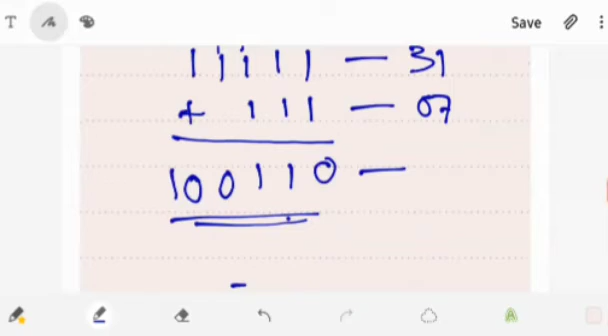 T Save
11111 — 31
+ 111 — 07
100110 —
-
A